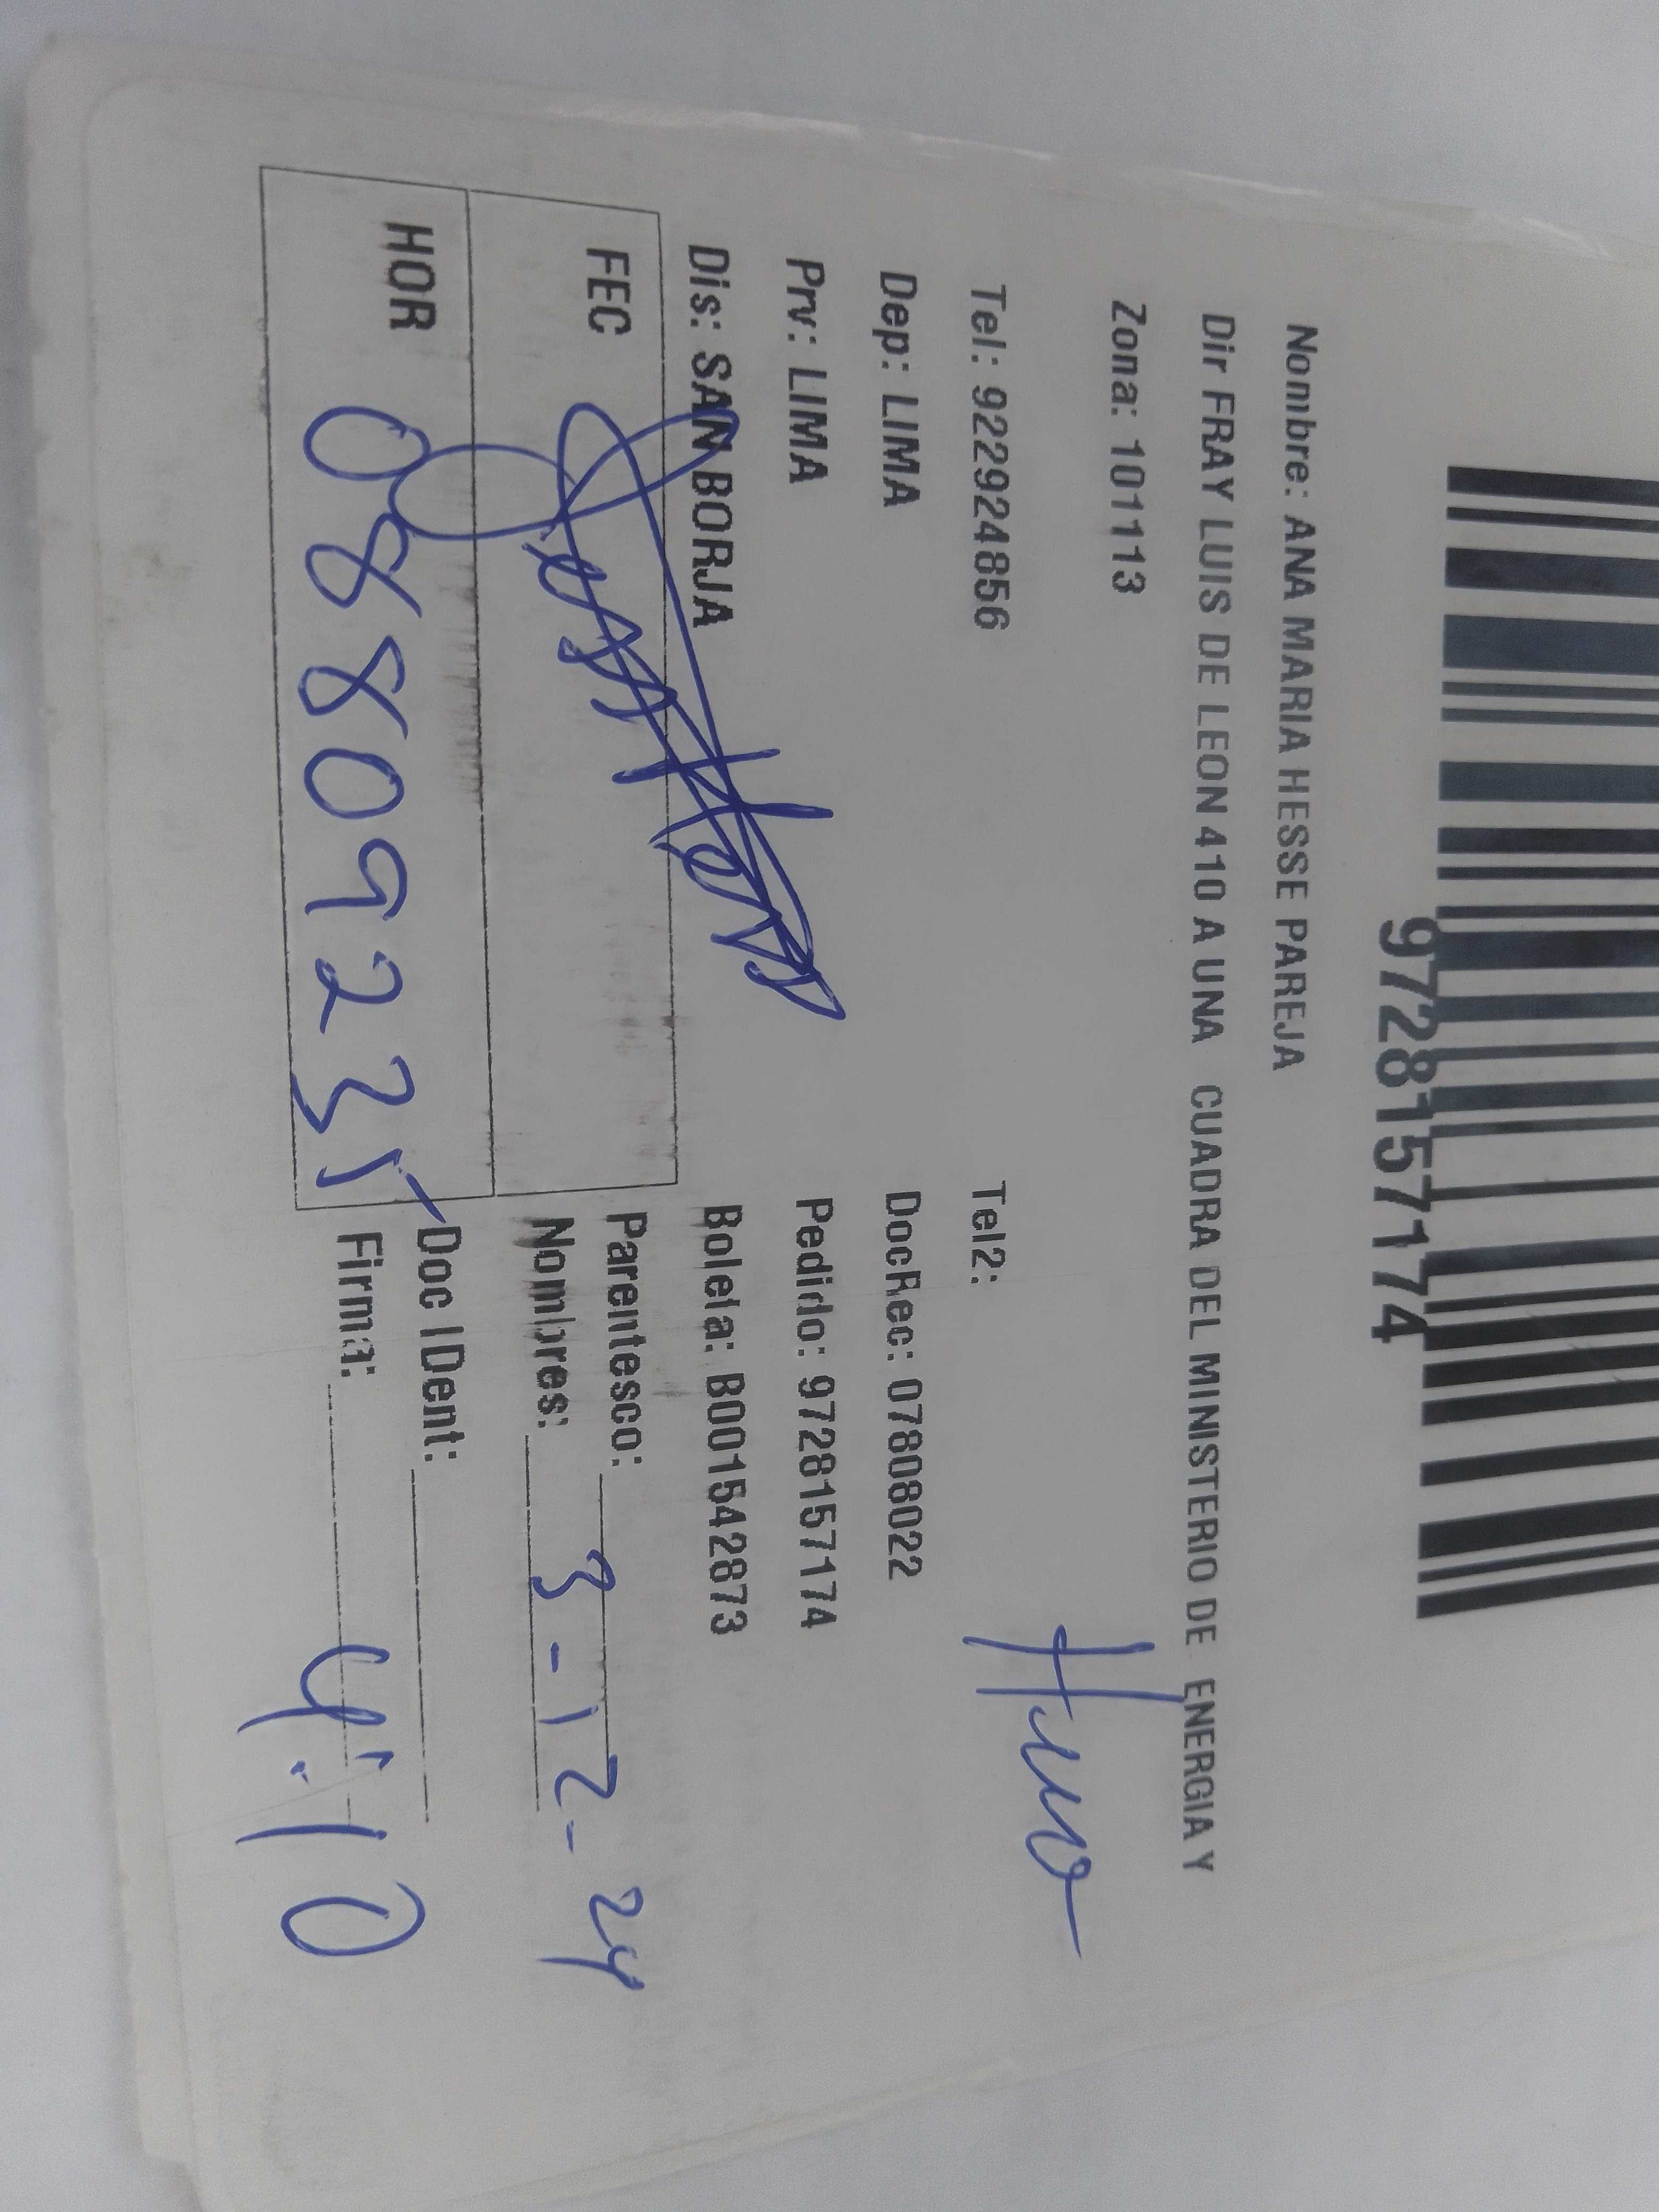 9728157174
Nombre: ANA MARIA HESSE PAREJA
Dir FRAY LUIS DE LEON 410 A UNA CUADRA DEL MINISTERIO DE ENERGIA Y
Zona: 101113
Tel: 922924856 Tel2:
Dep: LIMA DocRec: 07808022
Prv: LIMA Pedido: 9728157174
Dis: SAN BORJA Boleta: B001542873
FEC Parentesco:
Nombres: 3-12-24
HOR 08809235 Doc IDent:
Firma: 4:10